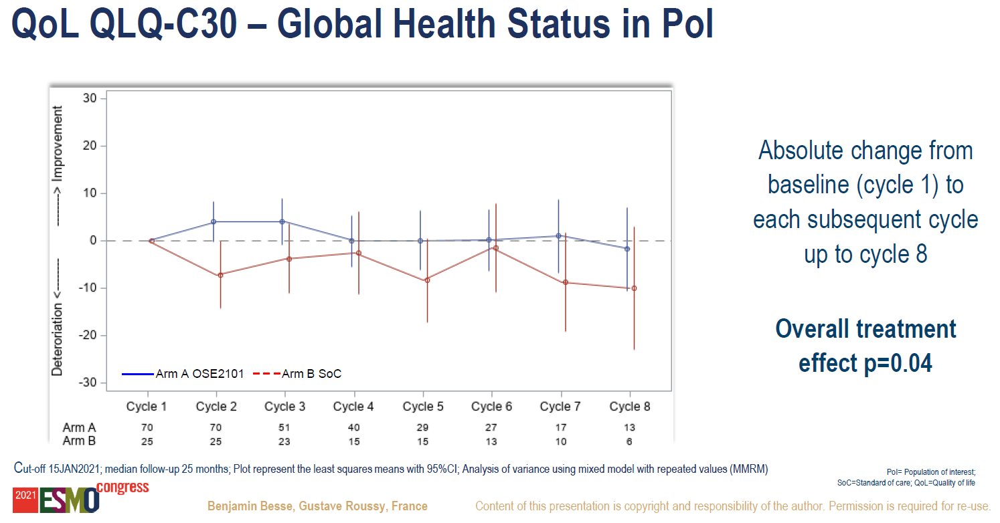 QoL QLQ-C30 – Global Health Status in PoI
30
20
10
0
-10
-20
-30
Deteroriation <-------- --------> Improvement
Arm A OSE2101 Arm B SoC
Cycle 1 Cycle 2 Cycle 3 Cycle 4 Cycle 5 Cycle 6 Cycle 7 Cycle 8
Arm A 70 70 51 40 29 27 17 13
Arm B 25 25 23 15 15 13 10 6
Absolute change from
baseline (cycle 1) to
each subsequent cycle
up to cycle 8
Overall treatment
effect p=0.04
Cut-off 15JAN2021; median follow-up 25 months; Plot represent the least squares means with 95%CI; Analysis of variance using mixed model with repeated values (MMRM)
PoI= Population of interest;
SoC=Standard of care; QoL=Quality of life
2021 ESMO congress
Benjamin Besse, Gustave Roussy, France
Content of this presentation is copyright and responsibility of the author. Permission is required for re-use.